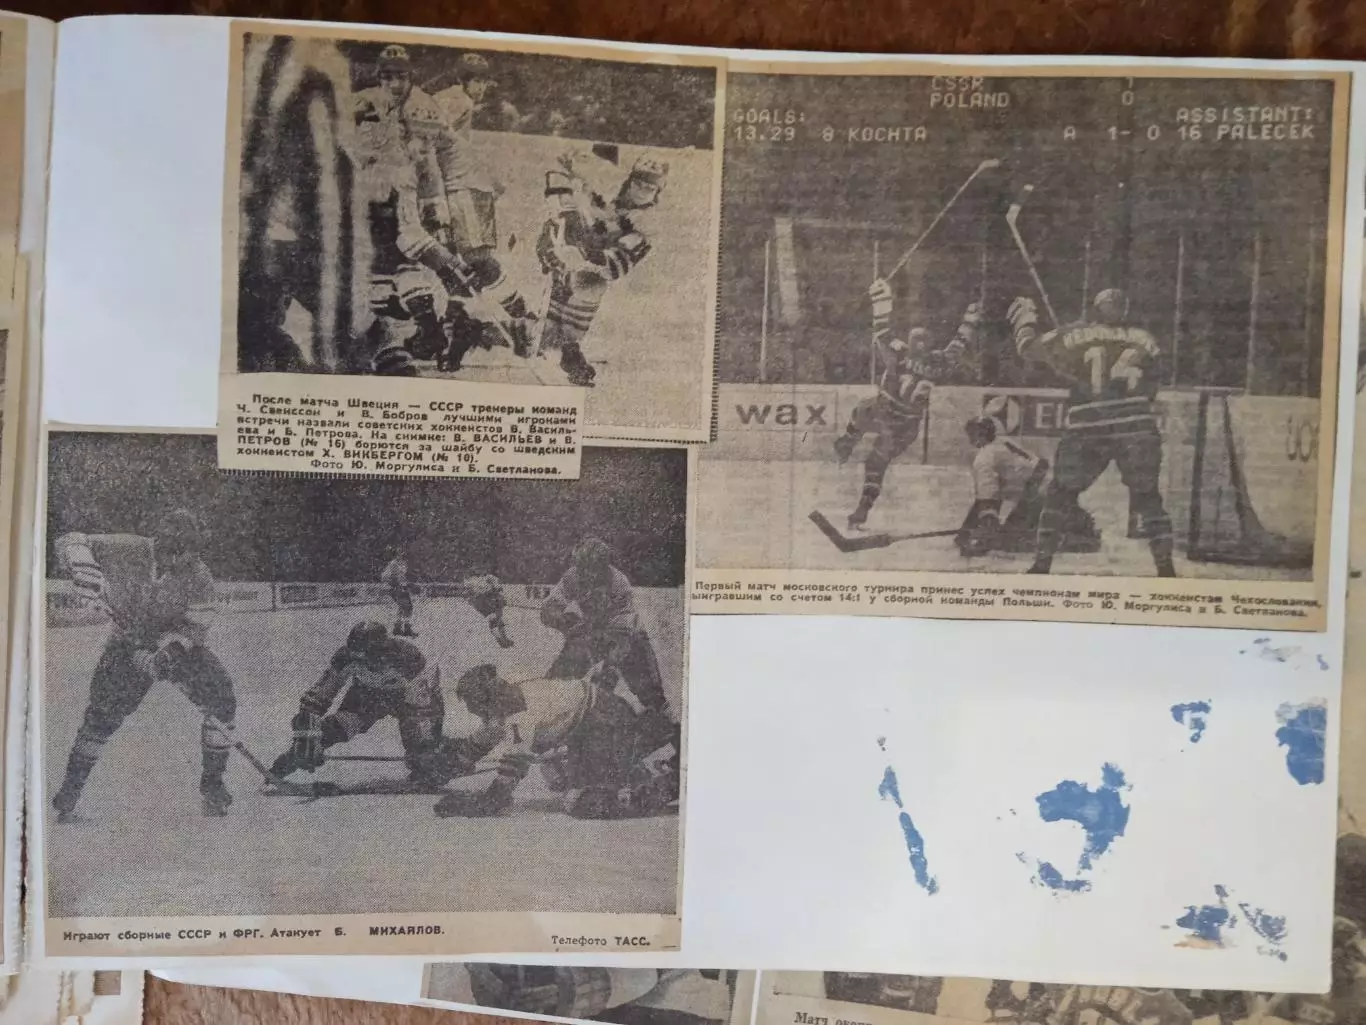 После матча Швеция — СССР тренеры команд
Ч. Свенссон и В. Бобров лучшими игроками
встречи назвали советских хоккеистов В. Василь-
ева и Б. Петрова. На снимке: В. ВАСИЛЬЕВ и В.
ПЕТРОВ (№ 16) борются за шайбу со шведским
хоккеистом Х. ВИКБЕРГОМ (№ 10).
Фото Ю. Моргулиса и Б. Светланова.
CSSR 1
POLAND 0
GOALS: ASSISTANT:
13.29 8 KOCHTA A 1-0 16 PALECEK
14
wax
Первый матч московского турнира принес успех чемпионам мира — хоккеистам Чехословакии,
выигравшим со счетом 14:1 у сборной команды Польши. Фото Ю. Моргулиса и Б. Светланова.
1
Играют сборные СССР и ФРГ. Атакует Б. МИХАЙЛОВ.
Телефото ТАСС.
Матч